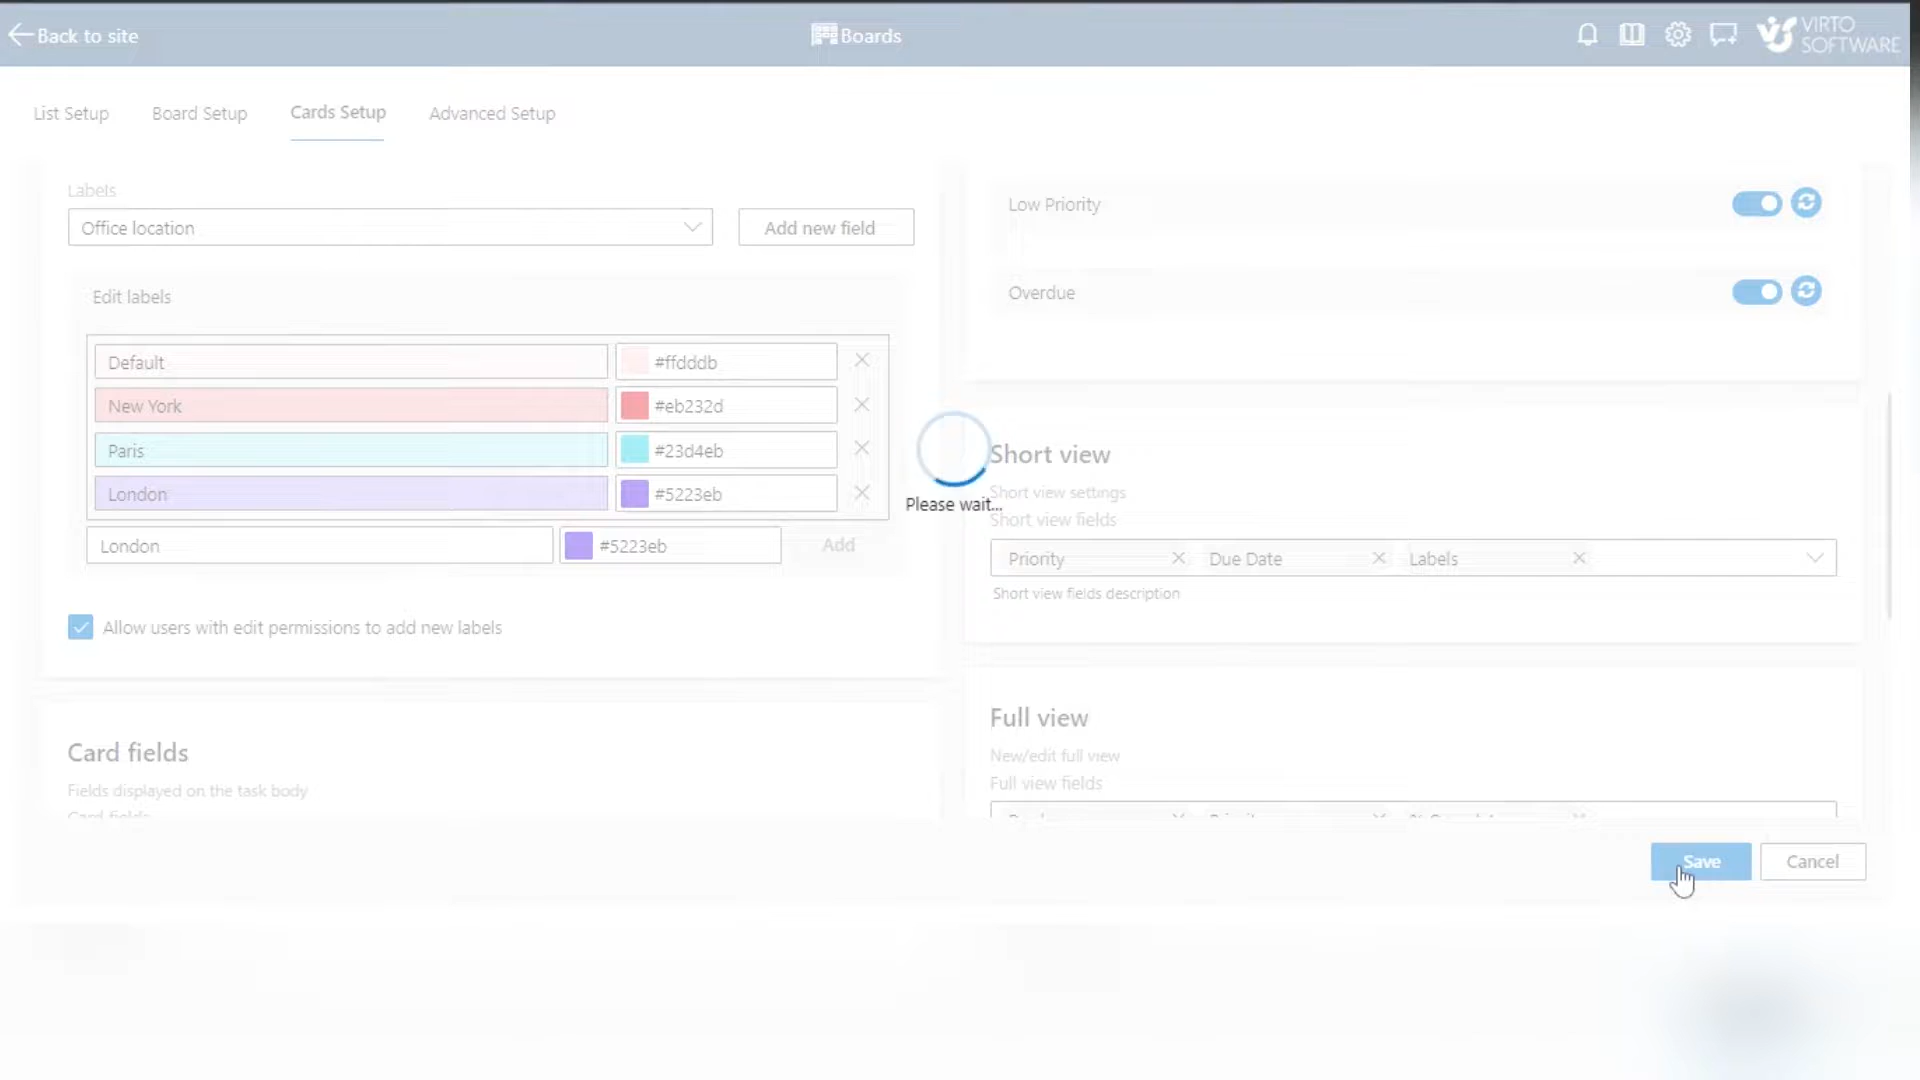 Back to site
Boards
VIRTO
SOFTWARE
List Setup
Board Setup
Cards Setup
Advanced Setup
Labels
Office location
Add new field
Edit labels
Default
#ffdddb
New York
#eb232d
Paris
#23d4eb
London
#5223eb
London
#5223eb
Add
Allow users with edit permissions to add new labels
Card fields
Fields displayed on the task body
Card fields
Low Priority
Overdue
Please wait...
Short view
Short view settings
Short view fields
Priority
Due Date
Labels
Short view fields description
Full view
New/edit full view
Full view fields
Save
Cancel